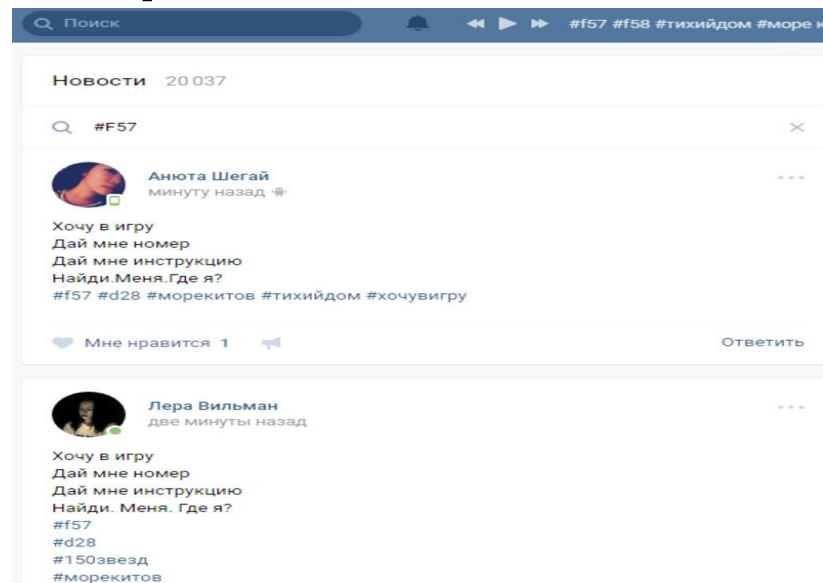 Поиск
#f57 #f58 #тихийдом #море к
Новости 20 037
#F57
Анюта Шегай
минуту назад
Хочу в игру
Дай мне номер
Дай мне инструкцию
Найди.Меня.Где я?
#f57 #d28 #морекитов #тихийдом #хочувигру
Мне нравится 1
Ответить
Лера Вильман
две минуты назад
Хочу в игру
Дай мне номер
Дай мне инструкцию
Найди. Меня. Где я?
#f57
#d28
#150звезд
#морекитов